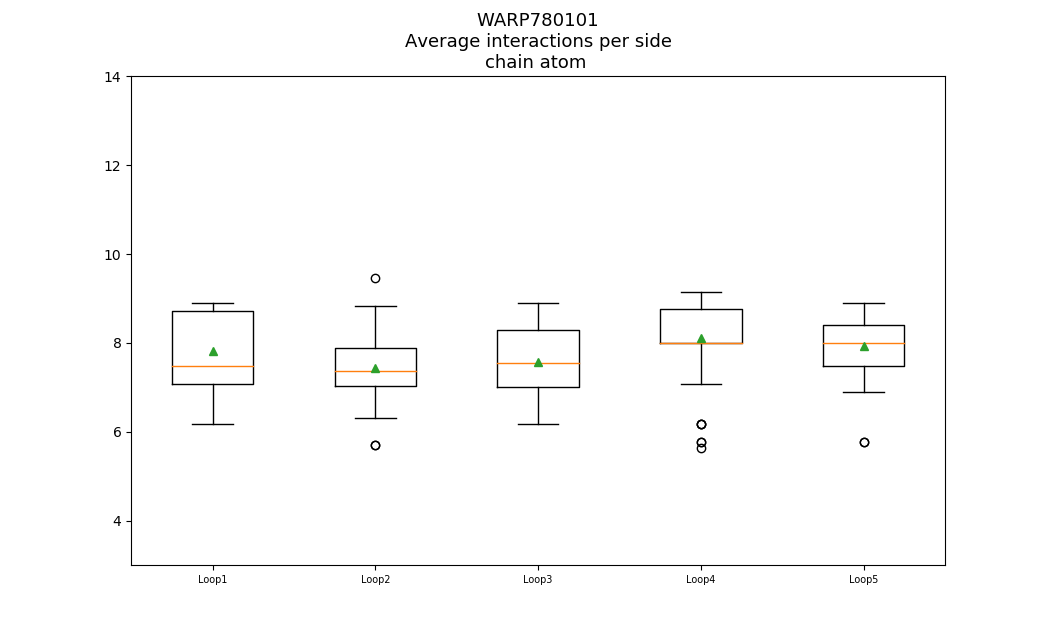 WARP780101
Average interactions per side
chain atom
14
12
10
8
6
4
Loop1
Loop2
Loop3
Loop4
Loop5